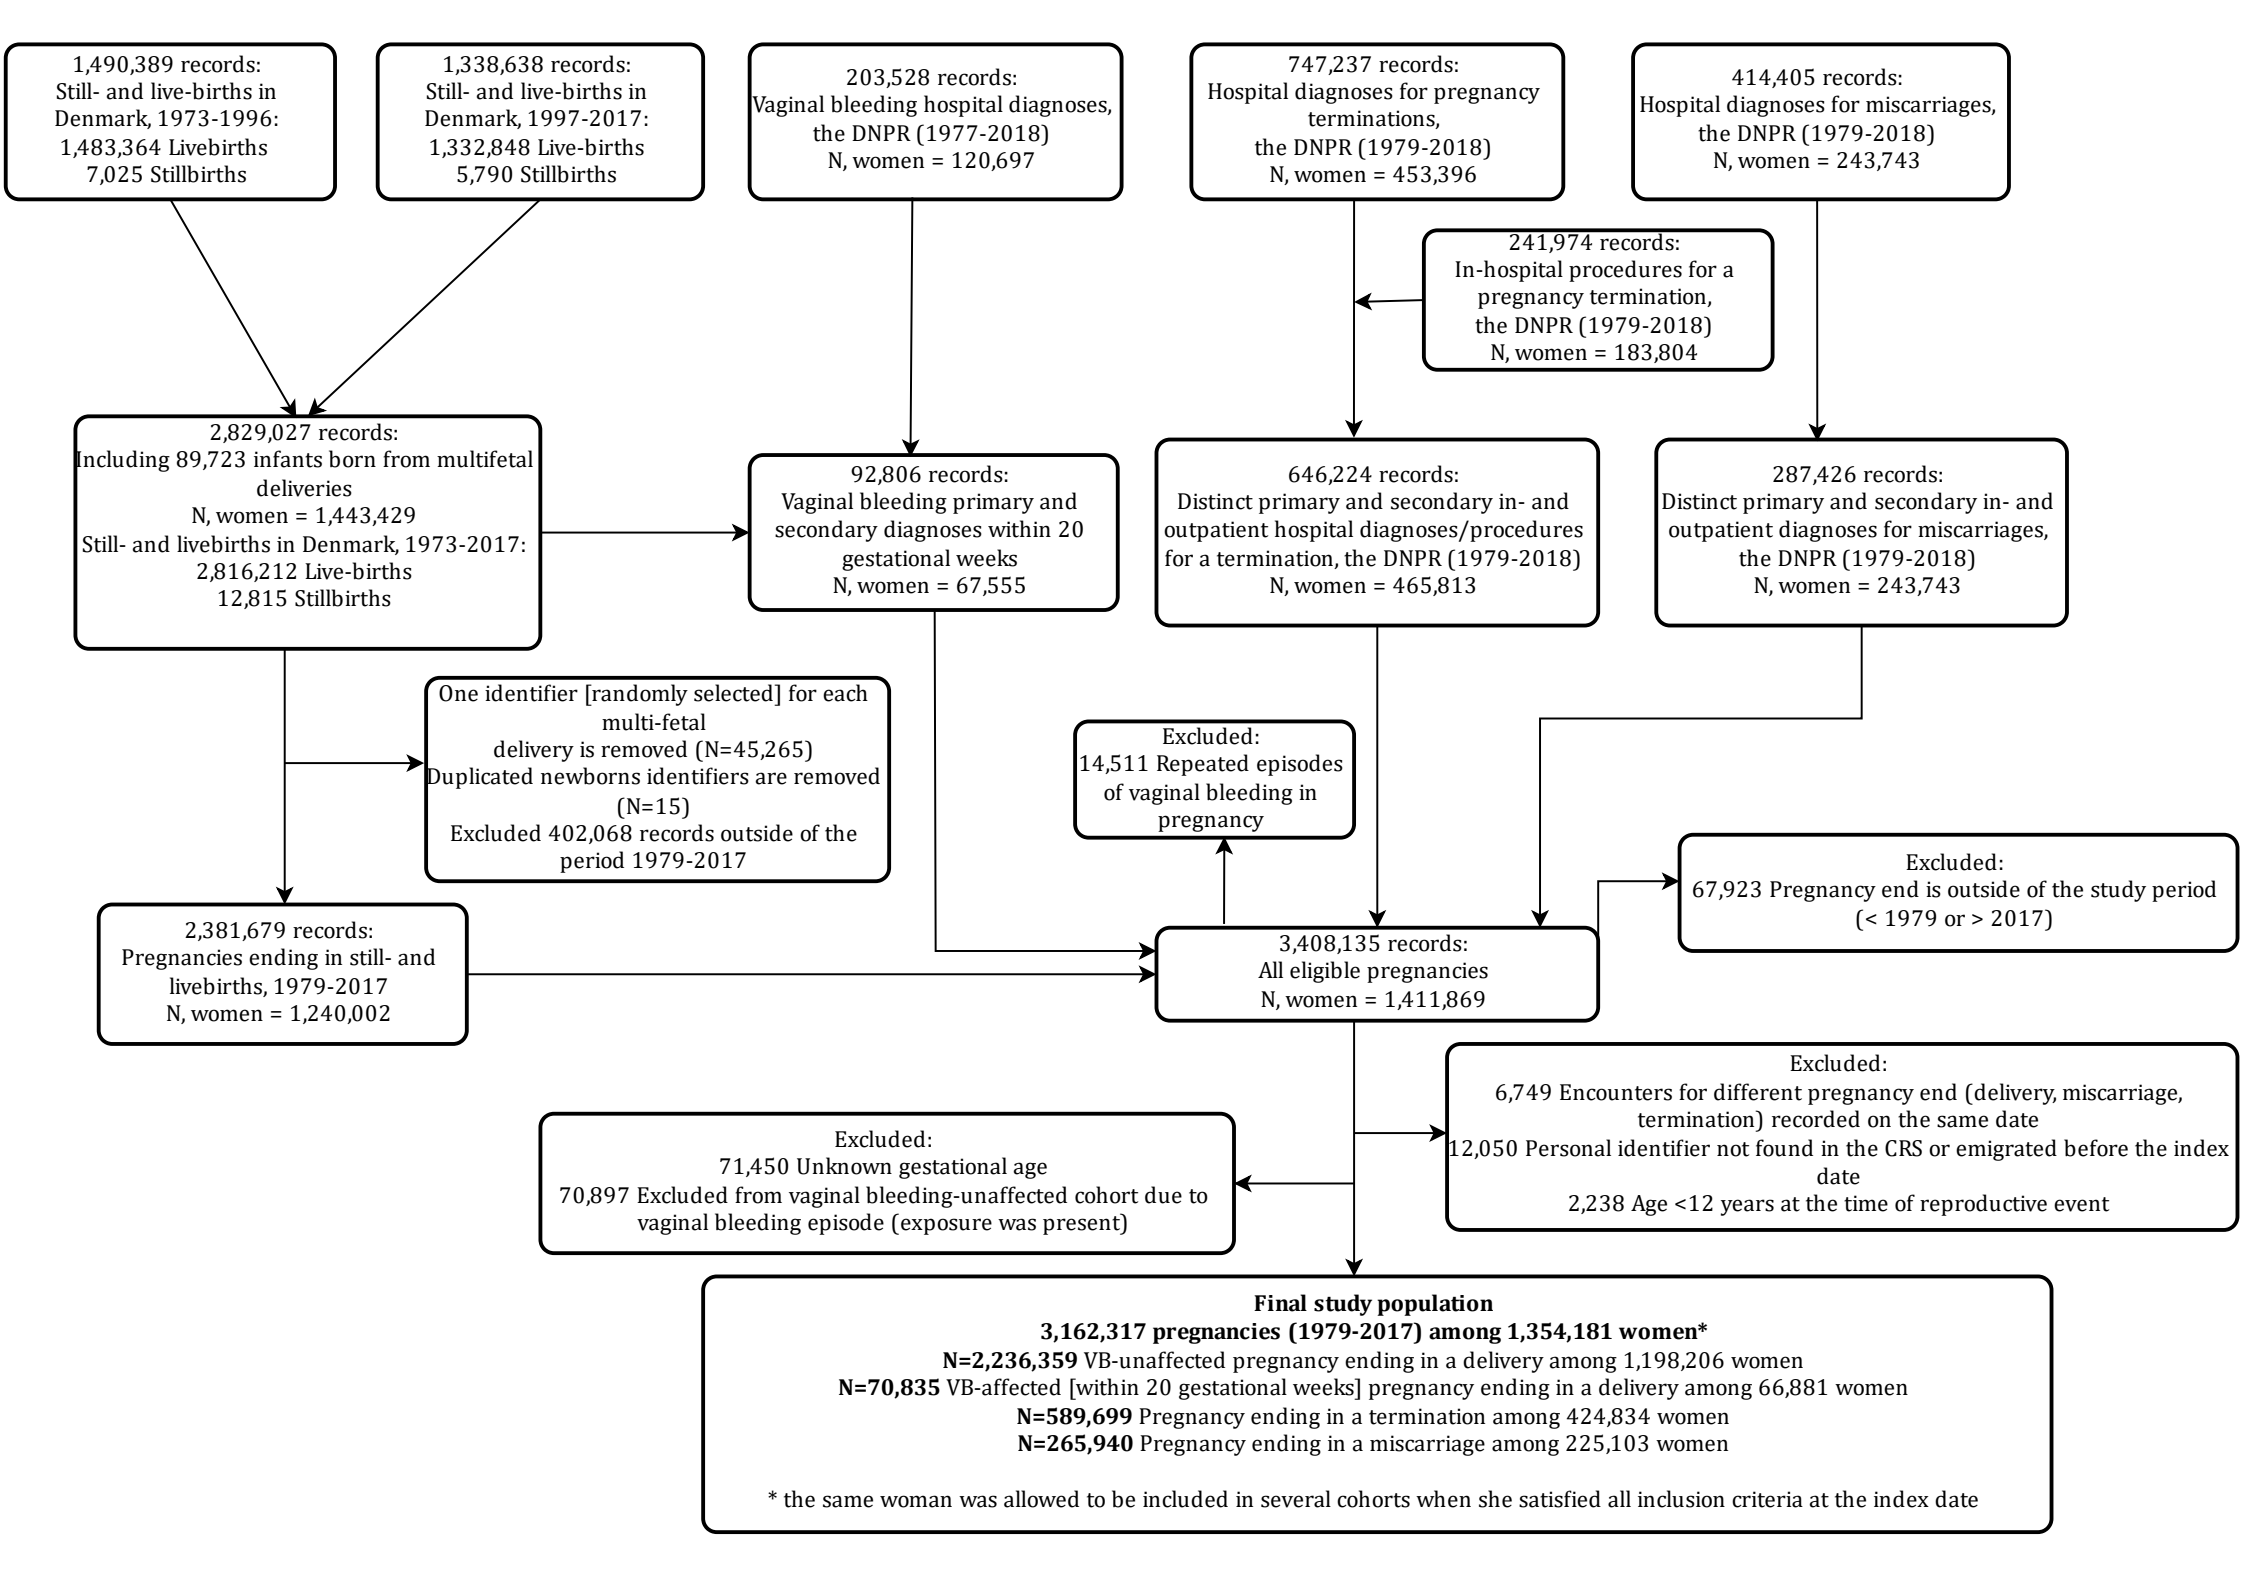 1,490,389 records:
Still- and live-births in
Denmark, 1973-1996:
1,483,364 Livebirths
7,025 Stillbirths
1,338,638 records:
Still- and live-births in
Denmark, 1997-2017:
1,332,848 Live-births
5,790 Stillbirths
203,528 records:
Vaginal bleeding hospital diagnoses,
the DNPR (1977-2018)
N, women = 120,697
747,237 records:
Hospital diagnoses for pregnancy
terminations,
the DNPR (1979-2018)
N, women = 453,396
414,405 records:
Hospital diagnoses for miscarriages,
the DNPR (1979-2018)
N, women = 243,743
241,974 records:
In-hospital procedures for a
pregnancy termination,
the DNPR (1979-2018)
N, women = 183,804
2,829,027 records:
Including 89,723 infants born from multifetal
deliveries
N, women = 1,443,429
Still- and livebirths in Denmark, 1973-2017:
2,816,212 Live-births
12,815 Stillbirths
92,806 records:
Vaginal bleeding primary and
secondary diagnoses within 20
gestational weeks
N, women = 67,555
646,224 records:
Distinct primary and secondary in- and
outpatient hospital diagnoses/procedures
for a termination, the DNPR (1979-2018)
N, women = 465,813
287,426 records:
Distinct primary and secondary in- and
outpatient diagnoses for miscarriages,
the DNPR (1979-2018)
N, women = 243,743
One identifier [randomly selected] for each
multi-fetal
delivery is removed (N=45,265)
Duplicated newborns identifiers are removed
(N=15)
Excluded 402,068 records outside of the
period 1979-2017
Excluded:
14,511 Repeated episodes
of vaginal bleeding in
pregnancy
Excluded:
67,923 Pregnancy end is outside of the study period
(< 1979 or > 2017)
2,381,679 records:
Pregnancies ending in still- and
livebirths, 1979-2017
N, women = 1,240,002
3,408,135 records:
All eligible pregnancies
N, women = 1,411,869
Excluded:
6,749 Encounters for different pregnancy end (delivery, miscarriage,
termination) recorded on the same date
12,050 Personal identifier not found in the CRS or emigrated before the index
date
2,238 Age <12 years at the time of reproductive event
Excluded:
71,450 Unknown gestational age
70,897 Excluded from vaginal bleeding-unaffected cohort due to
vaginal bleeding episode (exposure was present)
Final study population
3,162,317 pregnancies (1979-2017) among 1,354,181 women*
N=2,236,359 VB-unaffected pregnancy ending in a delivery among 1,198,206 women
N=70,835 VB-affected [within 20 gestational weeks] pregnancy ending in a delivery among 66,881 women
N=589,699 Pregnancy ending in a termination among 424,834 women
N=265,940 Pregnancy ending in a miscarriage among 225,103 women
* the same woman was allowed to be included in several cohorts when she satisfied all inclusion criteria at the index date